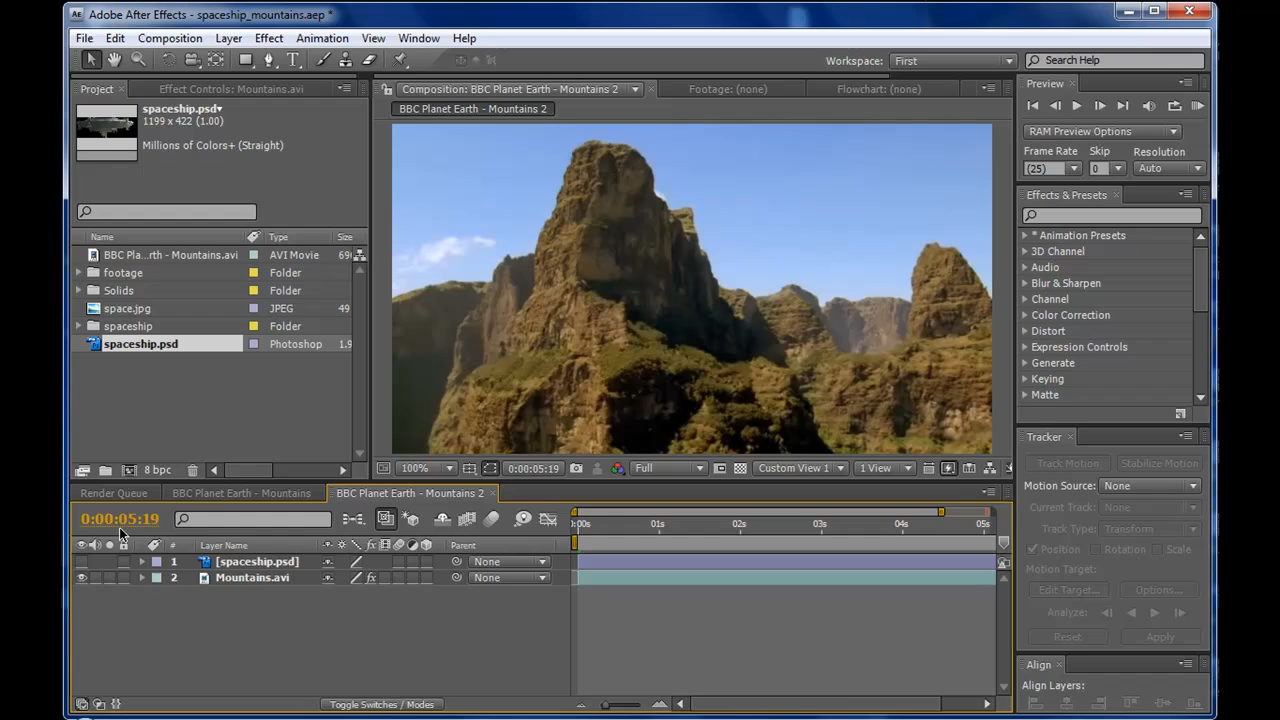 Adobe After Effects - spaceship_mountains.aep *
File Edit Composition Layer Effect Animation View Window Help
Workspace: First Search Help
Project Effect Controls: Mountains.avi
Composition: BBC Planet Earth - Mountains 2 Footage: (none) Flowchart: (none)
Preview
spaceship.psd
1199 x 422 (1.00)
Millions of Colors+ (Straight)
BBC Planet Earth - Mountains 2
RAM Preview Options
Frame Rate Skip Resolution
(25) 0 Auto
Effects & Presets
Name Type Size
BBC Pla...rth - Mountains.avi AVI Movie 69
footage Folder
Solids Folder
space.jpg JPEG 49
spaceship Folder
spaceship.psd Photoshop 1.9
* Animation Presets
3D Channel
Audio
Blur & Sharpen
Channel
Color Correction
Distort
Expression Controls
Generate
Keying
Matte
8 bpc
100% 0:00:05:19 Full Custom View 1 1 View
Tracker
Track Motion Stabilize Motion
Motion Source: None
Current Track: None
Track Type: Transform
Position Rotation Scale
Motion Target:
Edit Target... Options...
Analyze:
Reset Apply
Align
Align Layers:
Render Queue BBC Planet Earth - Mountains BBC Planet Earth - Mountains 2
0:00:05:19
:00s 01s 02s 03s 04s 05s
# Layer Name Parent
1 [spaceship.psd] None
2 Mountains.avi None
Toggle Switches / Modes